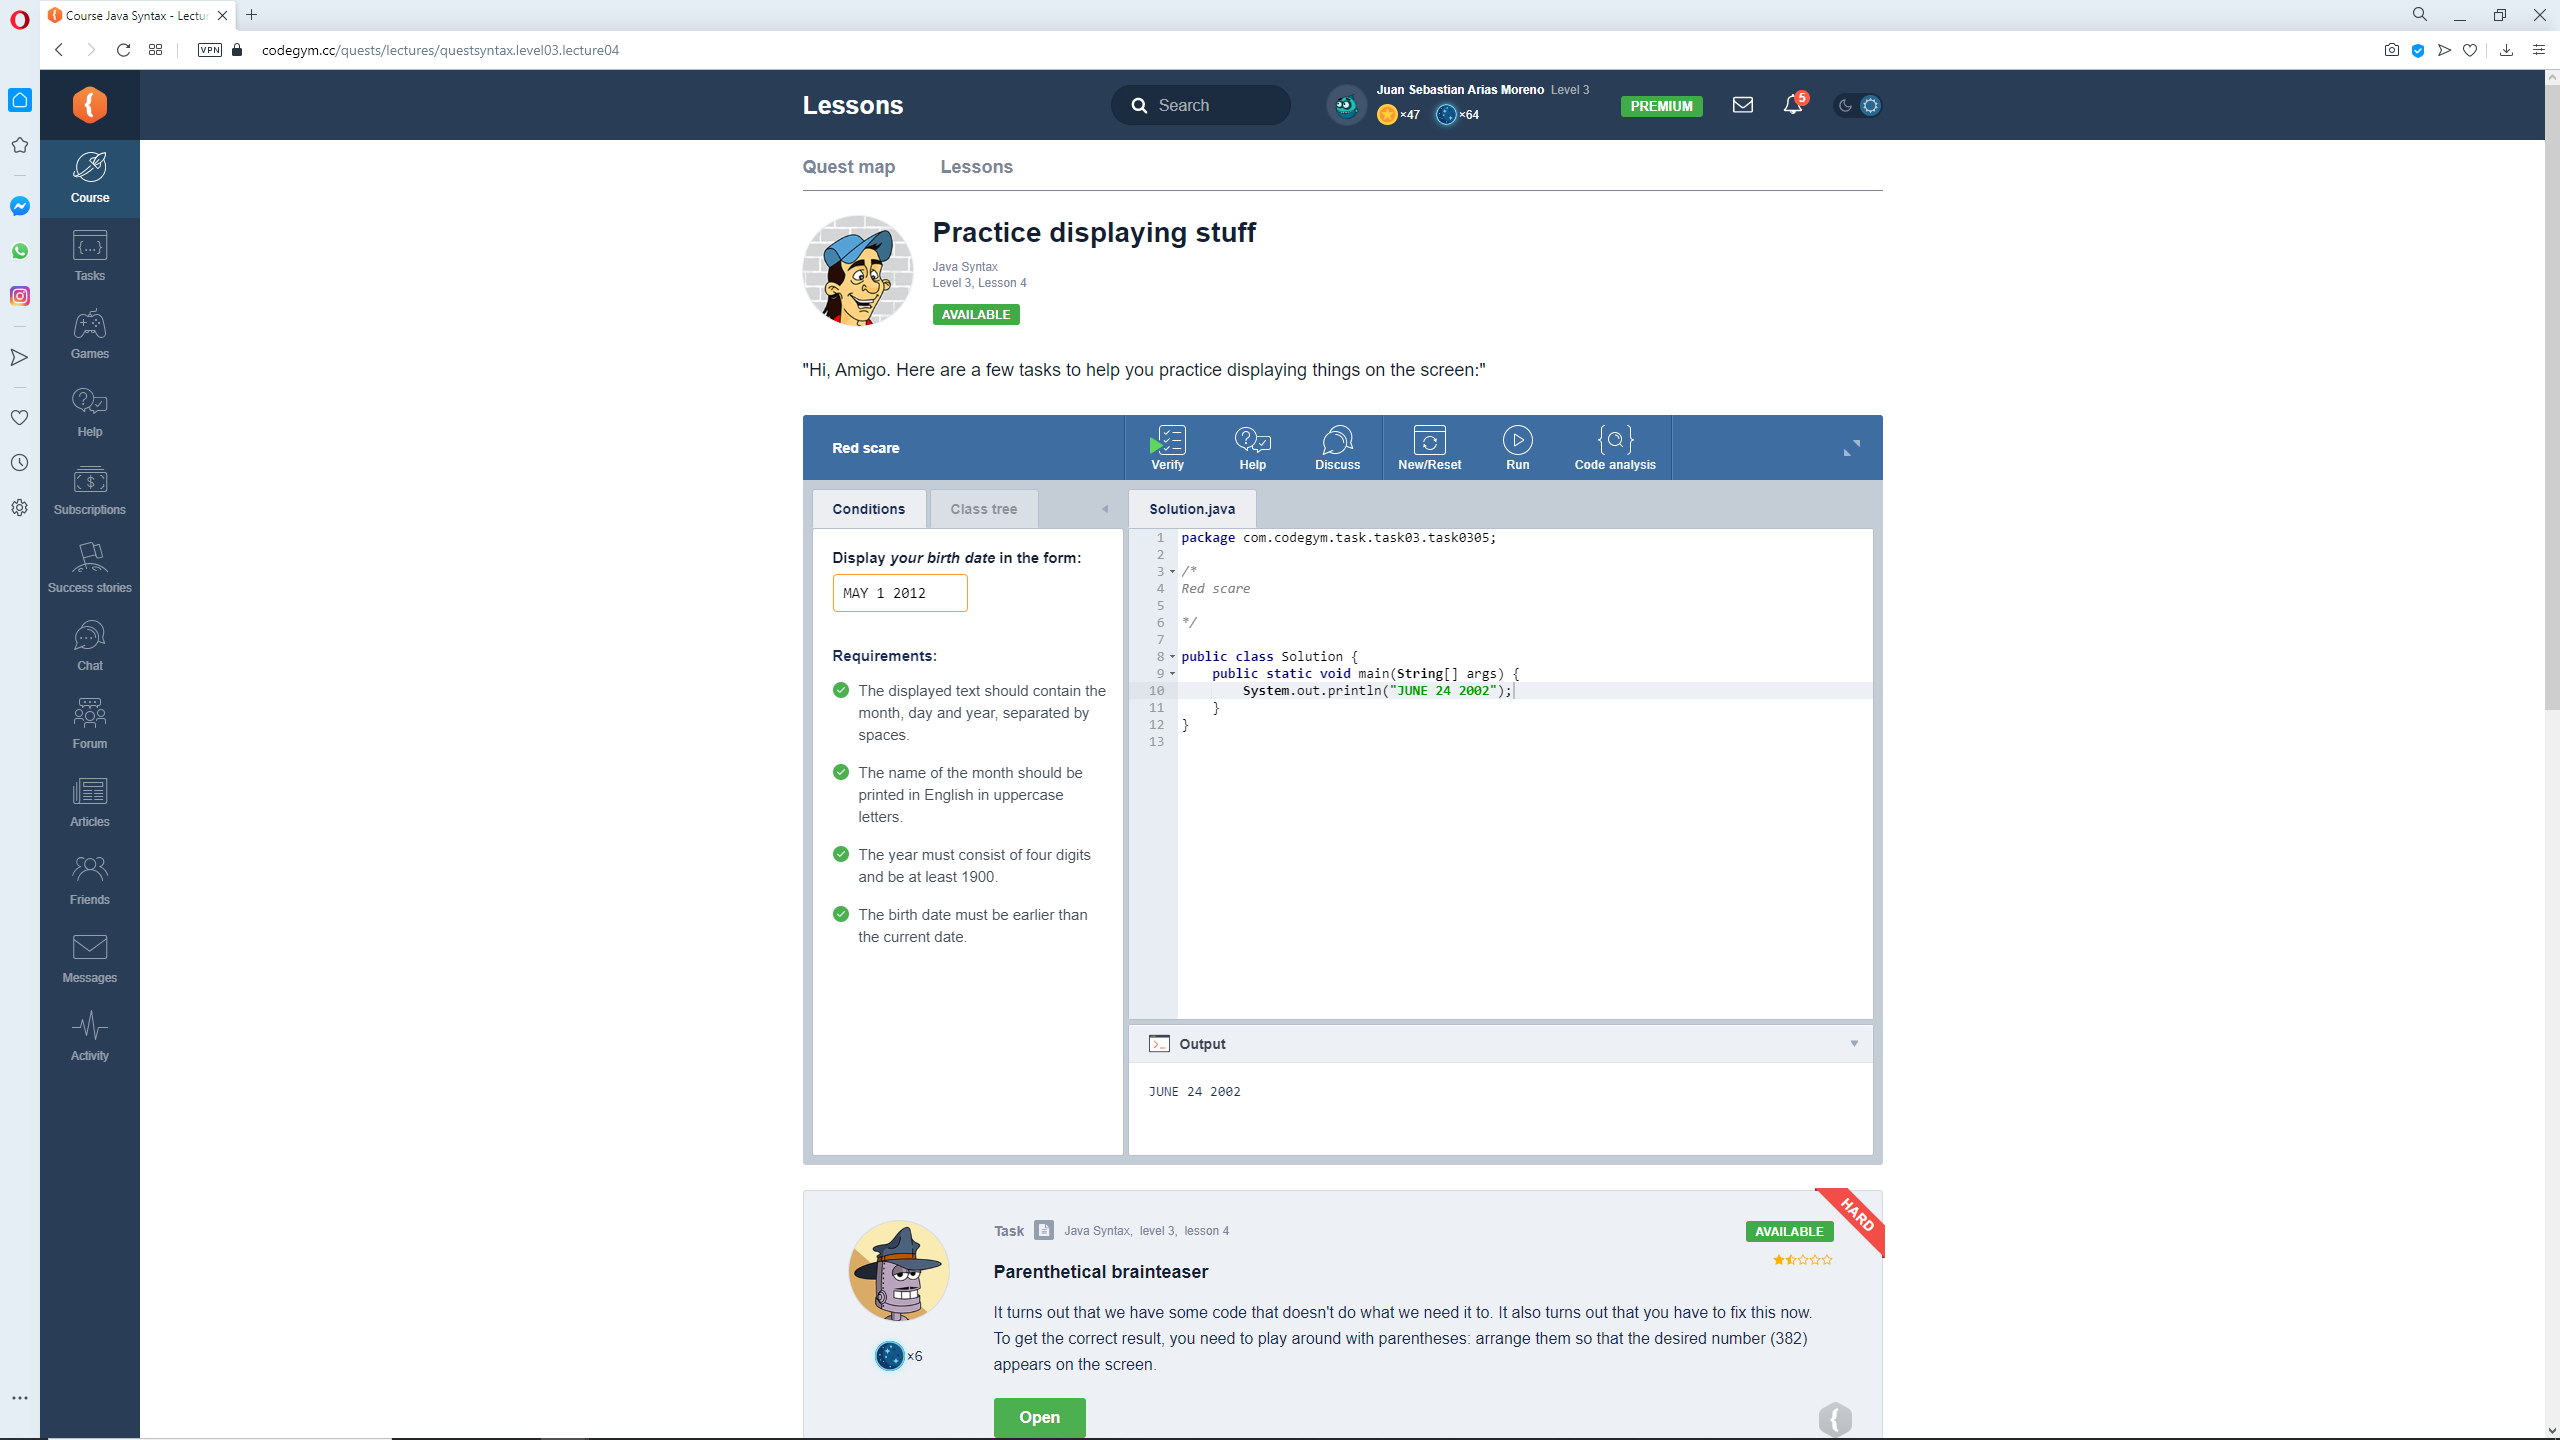 Course Java Syntax - Lectu
VPN
codegym.cc/quests/lectures/questsyntax.level03.lecture04
Lessons
Search
Juan Sebastian Arias Moreno Level 3
×47 ×64
PREMIUM
5
Course
Tasks
Games
Help
Subscriptions
Success stories
Chat
Forum
Articles
Friends
Messages
Activity
Quest map Lessons
Practice displaying stuff
Java Syntax
Level 3, Lesson 4
AVAILABLE
"Hi, Amigo. Here are a few tasks to help you practice displaying things on the screen:"
Red scare
Verify Help Discuss New/Reset Run Code analysis
Conditions Class tree
Display your birth date in the form:
MAY 1 2012
Requirements:
The displayed text should contain the
month, day and year, separated by
spaces.
The name of the month should be
printed in English in uppercase
letters.
The year must consist of four digits
and be at least 1900.
The birth date must be earlier than
the current date.
Solution.java
1 package com.codegym.task.task03.task0305;
2
3 /*
4 Red scare
5
6 */
7
8 public class Solution {
9 public static void main(String[] args) {
10 System.out.println("JUNE 24 2002");
11 }
12 }
13
Output
JUNE 24 2002
Task Java Syntax, level 3, lesson 4
AVAILABLE
HARD
Parenthetical brainteaser
It turns out that we have some code that doesn't do what we need it to. It also turns out that you have to fix this now.
To get the correct result, you need to play around with parentheses: arrange them so that the desired number (382)
appears on the screen.
×6
Open